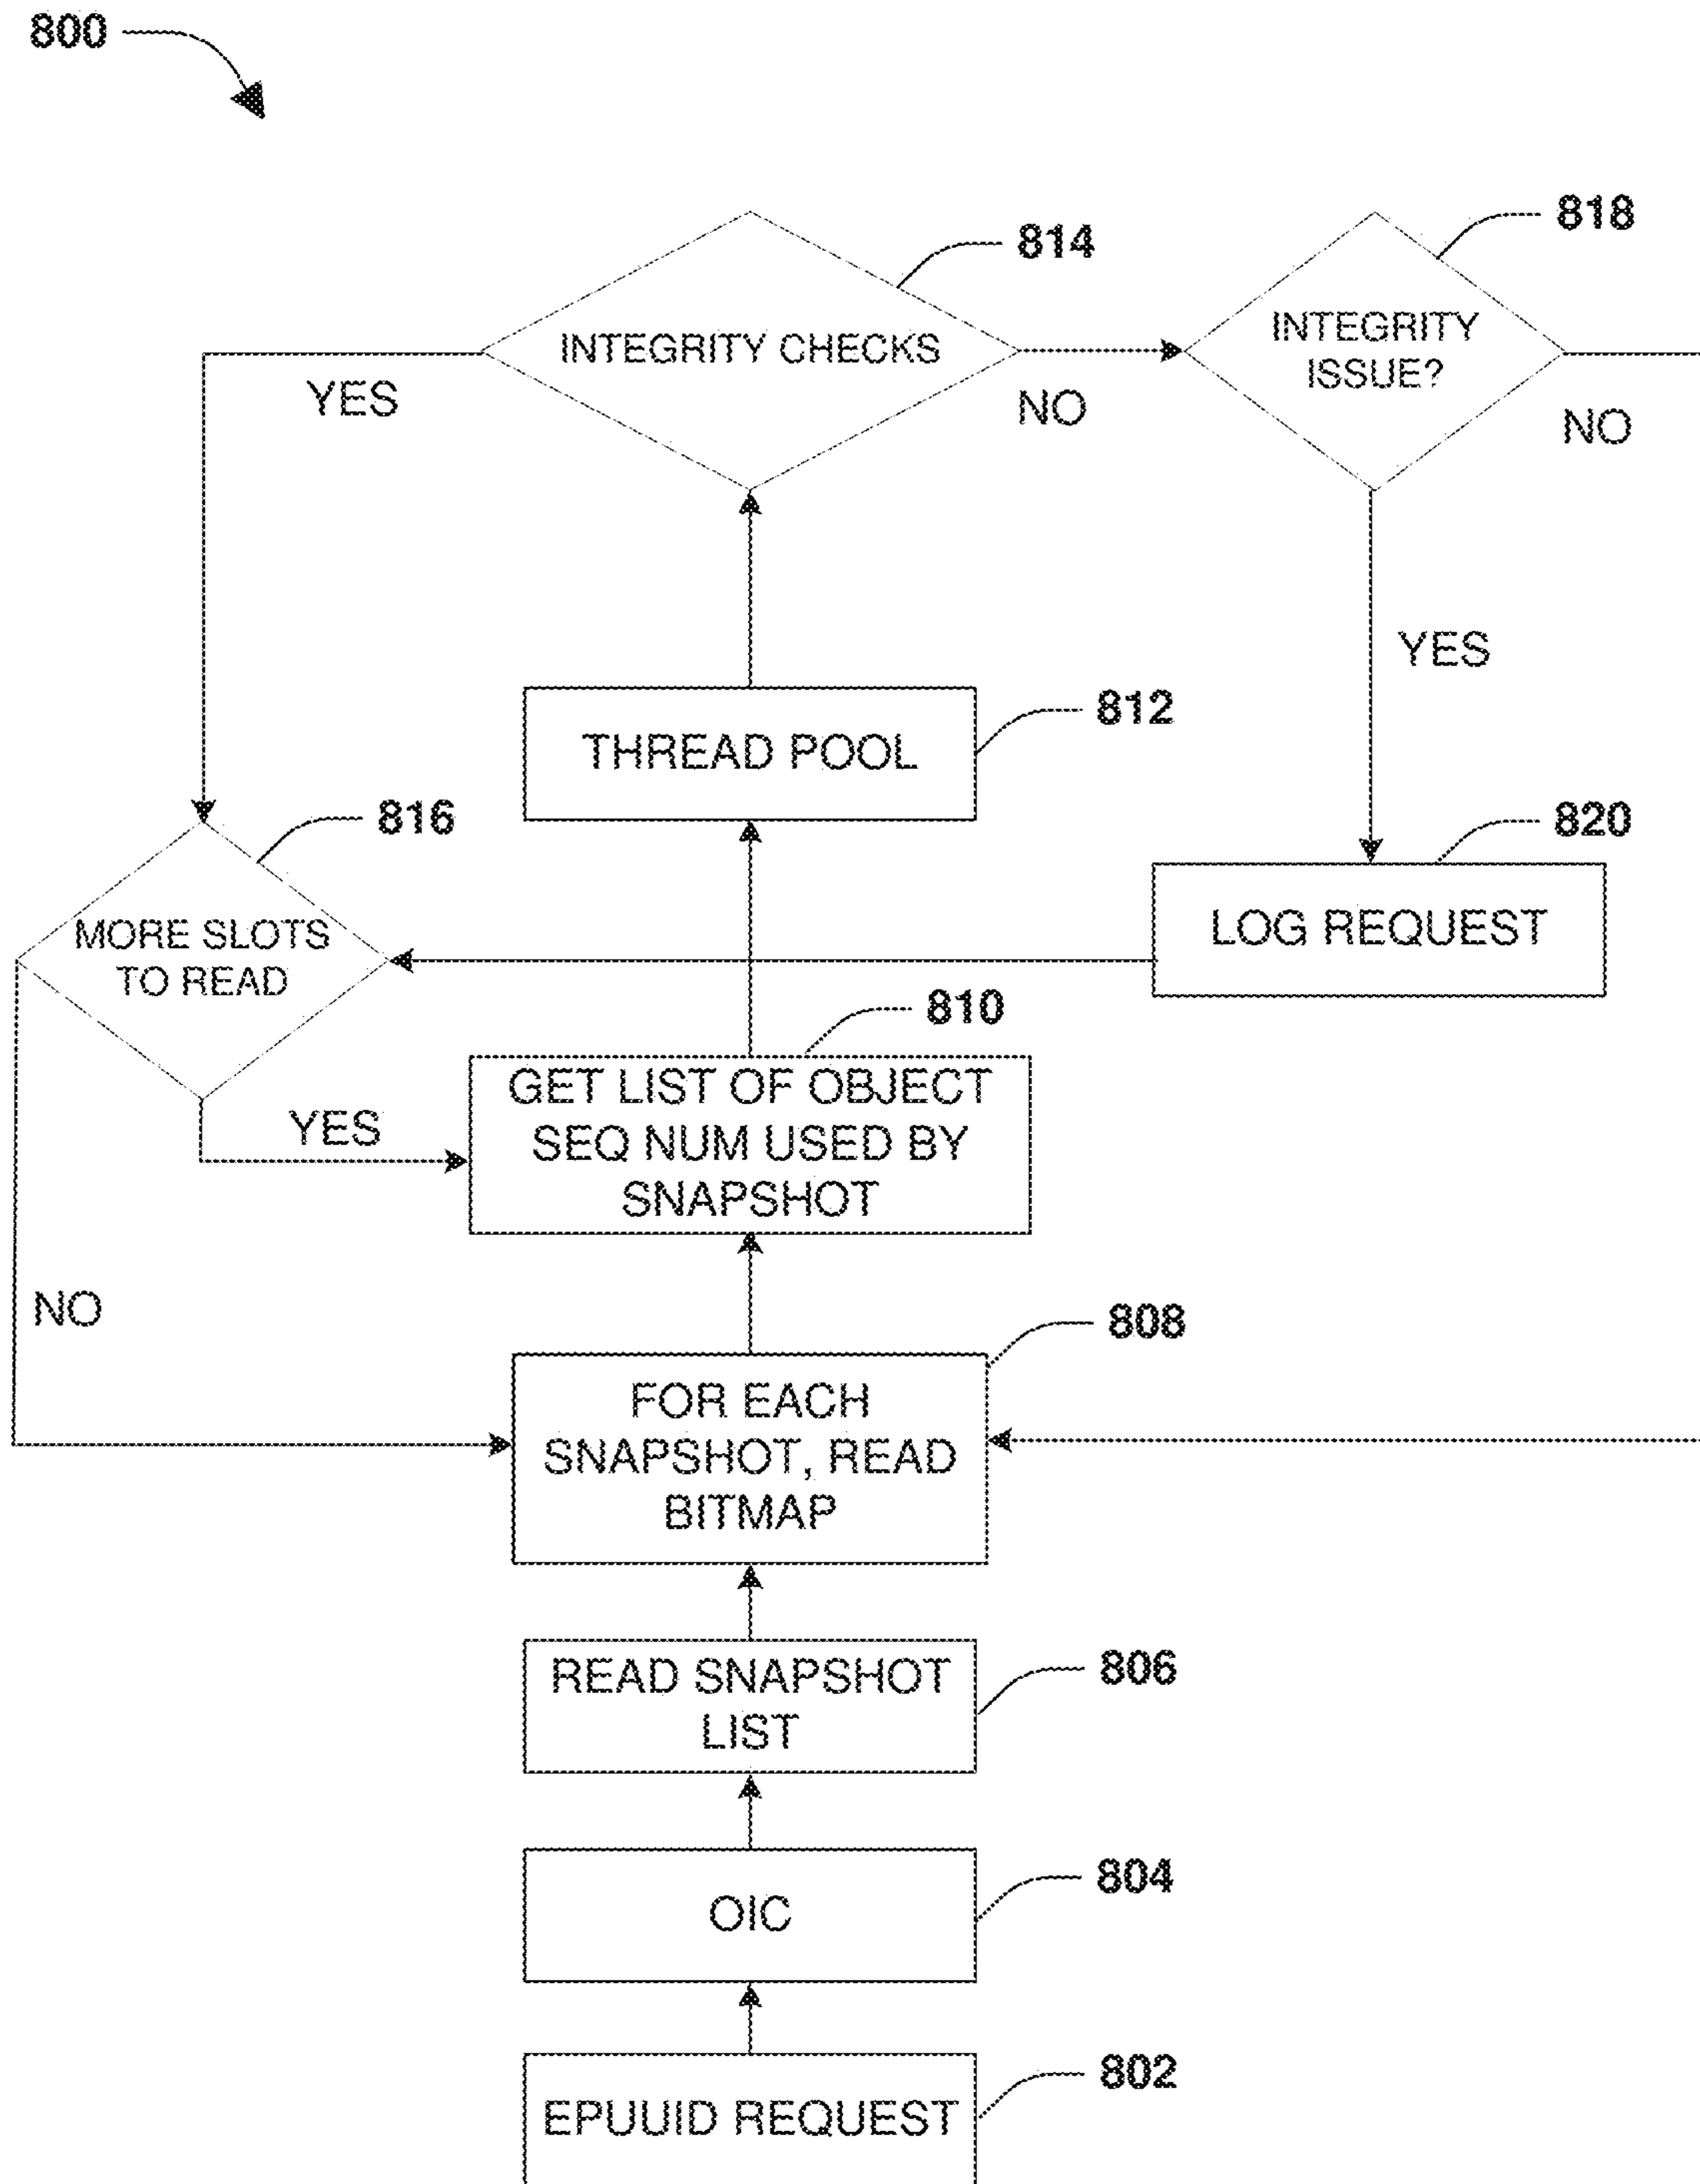 800
818
814
INTEGRITY CHECKS
INTEGRITY
ISSUE?
YES
NO
NO
YES
812
THREAD POOL
816
820
MORE SLOTS
TO READ
LOG REQUEST
810
GET LIST OF OBJECT
SEQ NUM USED BY
SNAPSHOT
YES
NO
808
FOR EACH
SNAPSHOT, READ
BITMAP
806
READ SNAPSHOT
LIST
804
OIC
802
EPUUID REQUEST